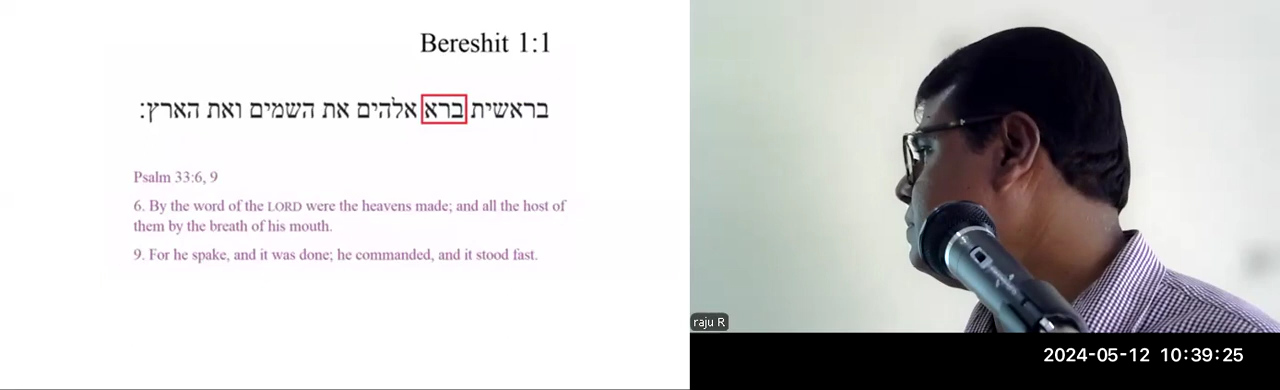 Bereshit 1:1
בראשית ברא אלהים את השמים ואת הארץ:
Psalm 33:6, 9
6. By the word of the LORD were the heavens made; and all the host of
them by the breath of his mouth.
9. For he spake, and it was done; he commanded, and it stood fast.
raju R
2024-05-12 10:39:25